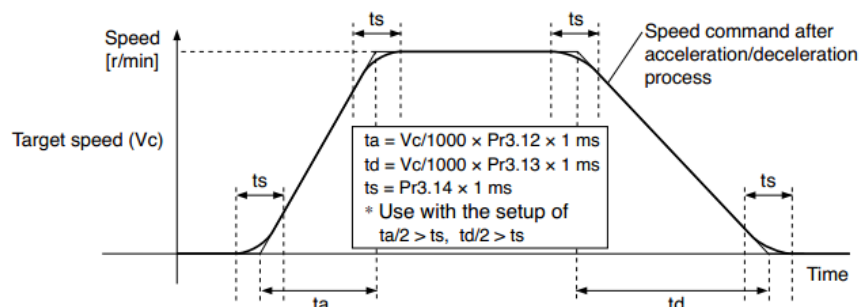 ts
ts
Speed
[r/min]
Speed command after
acceleration/deceleration
process
Target speed (Vc)
ta = Vc/1000 × Pr3.12 × 1 ms
td = Vc/1000 × Pr3.13 × 1 ms
ts = Pr3.14 × 1 ms
* Use with the setup of
ta/2 > ts, td/2 > ts
ts
ts
Time
ta
td